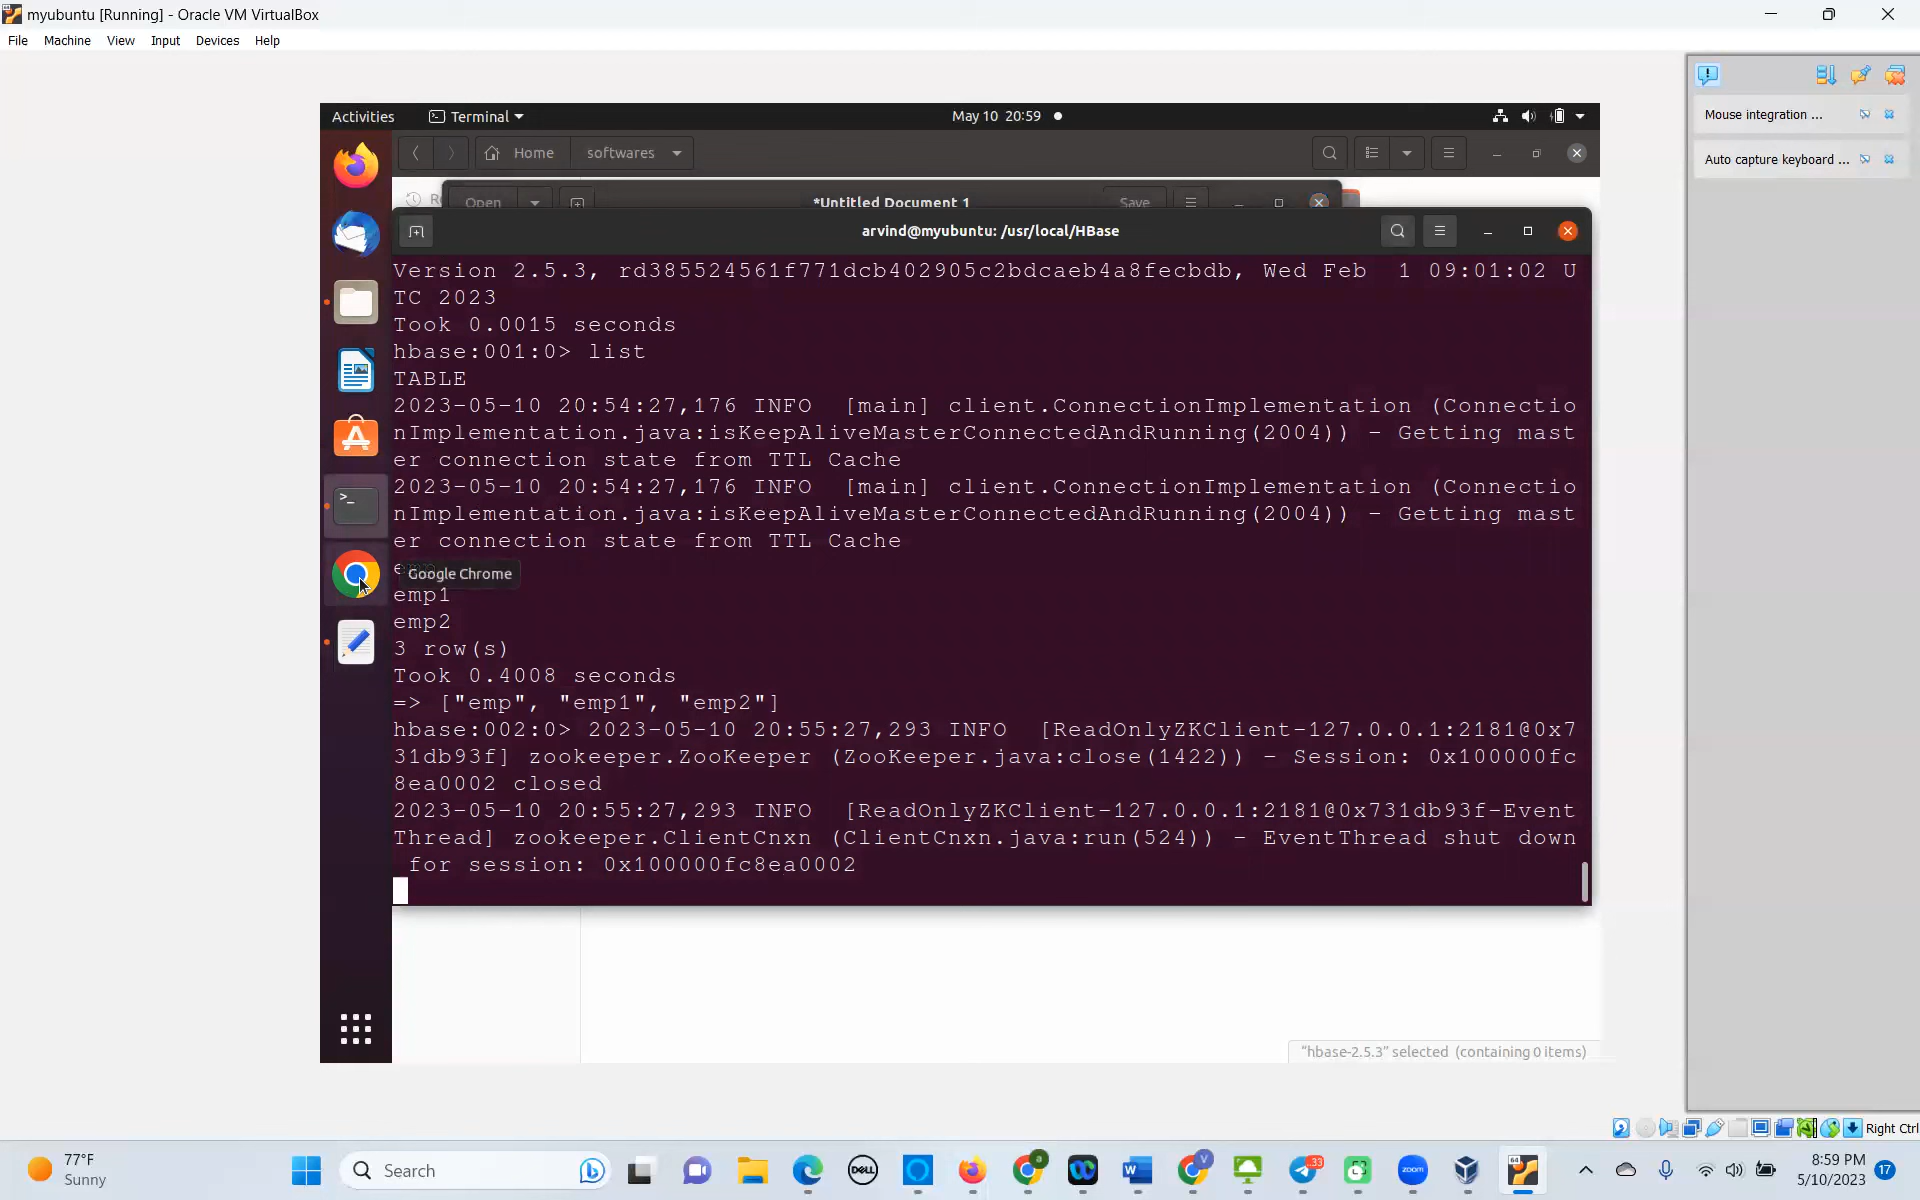 myubuntu [Running] - Oracle VM VirtualBox
File Machine View Input Devices Help
Mouse integration ...
Auto capture keyboard ...
Activities Terminal May 10 20:59
Home softwares
Open *Untitled Document 1 Save
arvind@myubuntu: /usr/local/HBase
Version 2.5.3, rd385524561f771dcb402905c2bdcaeb4a8fecbdb, Wed Feb  1 09:01:02 U
TC 2023
Took 0.0015 seconds
hbase:001:0> list
TABLE
2023-05-10 20:54:27,176 INFO  [main] client.ConnectionImplementation (Connectio
nImplementation.java:isKeepAliveMasterConnectedAndRunning(2004)) - Getting mast
er connection state from TTL Cache
2023-05-10 20:54:27,176 INFO  [main] client.ConnectionImplementation (Connectio
nImplementation.java:isKeepAliveMasterConnectedAndRunning(2004)) - Getting mast
er connection state from TTL Cache
Google Chrome
emp1
emp2
3 row(s)
Took 0.4008 seconds
=> ["emp", "emp1", "emp2"]
hbase:002:0> 2023-05-10 20:55:27,293 INFO  [ReadOnlyZKClient-127.0.0.1:2181@0x7
31db93f] zookeeper.ZooKeeper (ZooKeeper.java:close(1422)) - Session: 0x100000fc
8ea0002 closed
2023-05-10 20:55:27,293 INFO  [ReadOnlyZKClient-127.0.0.1:2181@0x731db93f-Event
Thread] zookeeper.ClientCnxn (ClientCnxn.java:run(524)) - EventThread shut down
 for session: 0x100000fc8ea0002
"hbase-2.5.3" selected (containing 0 items)
Right Ctrl
77°F
Sunny
Search
DELL
33
zoom
8:59 PM
5/10/2023
17